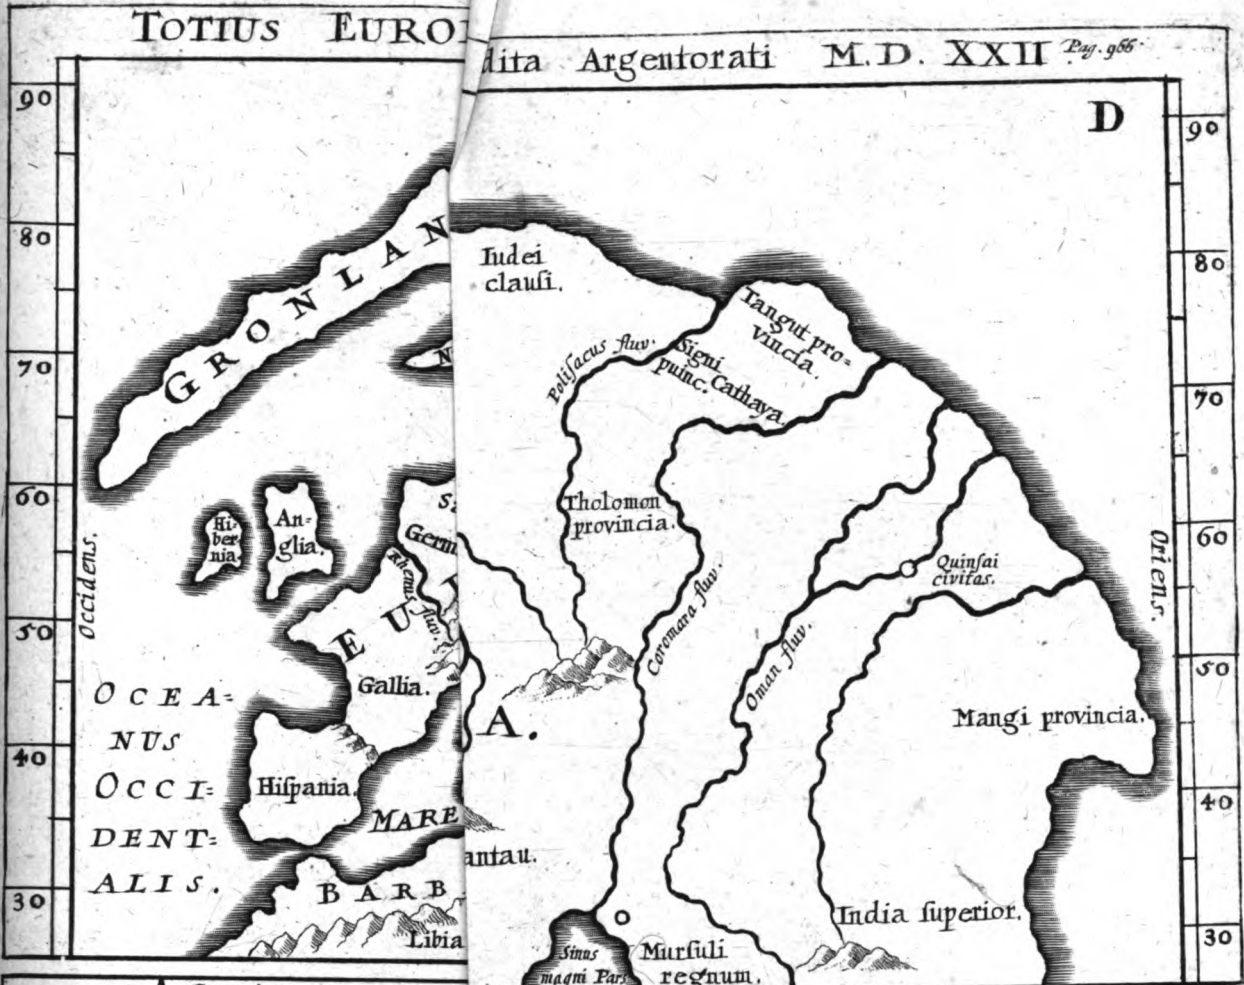 TOTIUS EURO
dita Argentorati M. D. XXII Pag. 966
D
90
80
70
60
50
40
30
90
80
70
60
50
40
30
GRONLAN
N
Hi=
ber
nia.
An=
glia.
Germ
Rhenus fluv.
EU
Gallia.
Hiſpania.
Occidens.
OCEA=
NUS
OCCI=
DENT=
ALIS.
MARE
BARB
Libia
Iudei
clauſi.
Tangut pro=
vincia.
Poliſacus fluv.
Signi
puinc. Cathaya.
Tholomon
provincia.
Coromara fluv.
Oman fluv.
Quinſai
civitas.
Oriens.
A.
Mangi provincia.
antau.
India ſuperior.
Sinus
magni Pars
Murſuli
regnum.